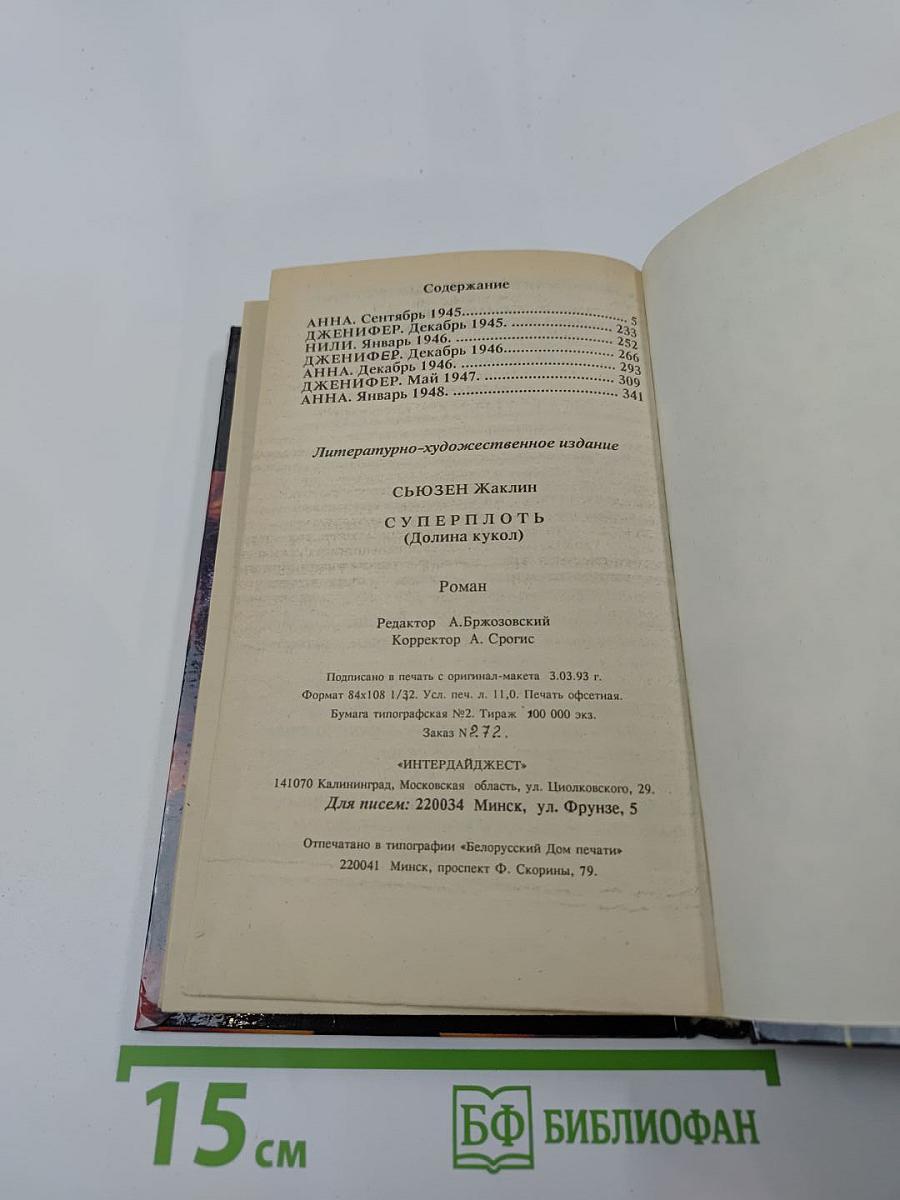 Содержание
АННА. Сентябрь 1945........................................ 5
ДЖЕНИФЕР. Декабрь 1945. ........................ 233
НИЛИ. Январь 1946. .................................... 252
ДЖЕНИФЕР. Декабрь 1946.......................... 266
АННА. Декабрь 1946. ................................... 293
ДЖЕНИФЕР. Май 1947. .............................. 309
АННА. Январь 1948. ..................................... 341
Литературно-художественное издание
СЬЮЗЕН Жаклин
СУПЕРПЛОТЬ
(Долина кукол)
Роман
Редактор А.Бржозовский
Корректор А. Срогис
Подписано в печать с оригинал-макета 3.03.93 г.
Формат 84х108 1/32. Усл. печ. л. 11,0. Печать офсетная.
Бумага типографская №2. Тираж 100 000 экз.
Заказ N 272.
«ИНТЕРДАЙДЖЕСТ»
141070 Калининград, Московская область, ул. Циолковского, 29.
Для писем: 220034 Минск, ул. Фрунзе, 5
Отпечатано в типографии «Белорусский Дом печати»
220041 Минск, проспект Ф. Скорины, 79.
15 см
БФ БИБЛИОФАН